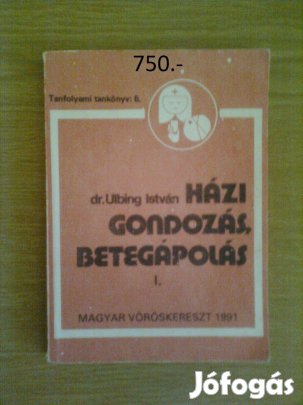 750.-
Tanfolyami tankönyv: 6.
dr. Ulbing István HÁZI
GONDOZÁS,
BETEGÁPOLÁS
I.
MAGYAR VÖRÖSKERESZT 1991
Jófogás